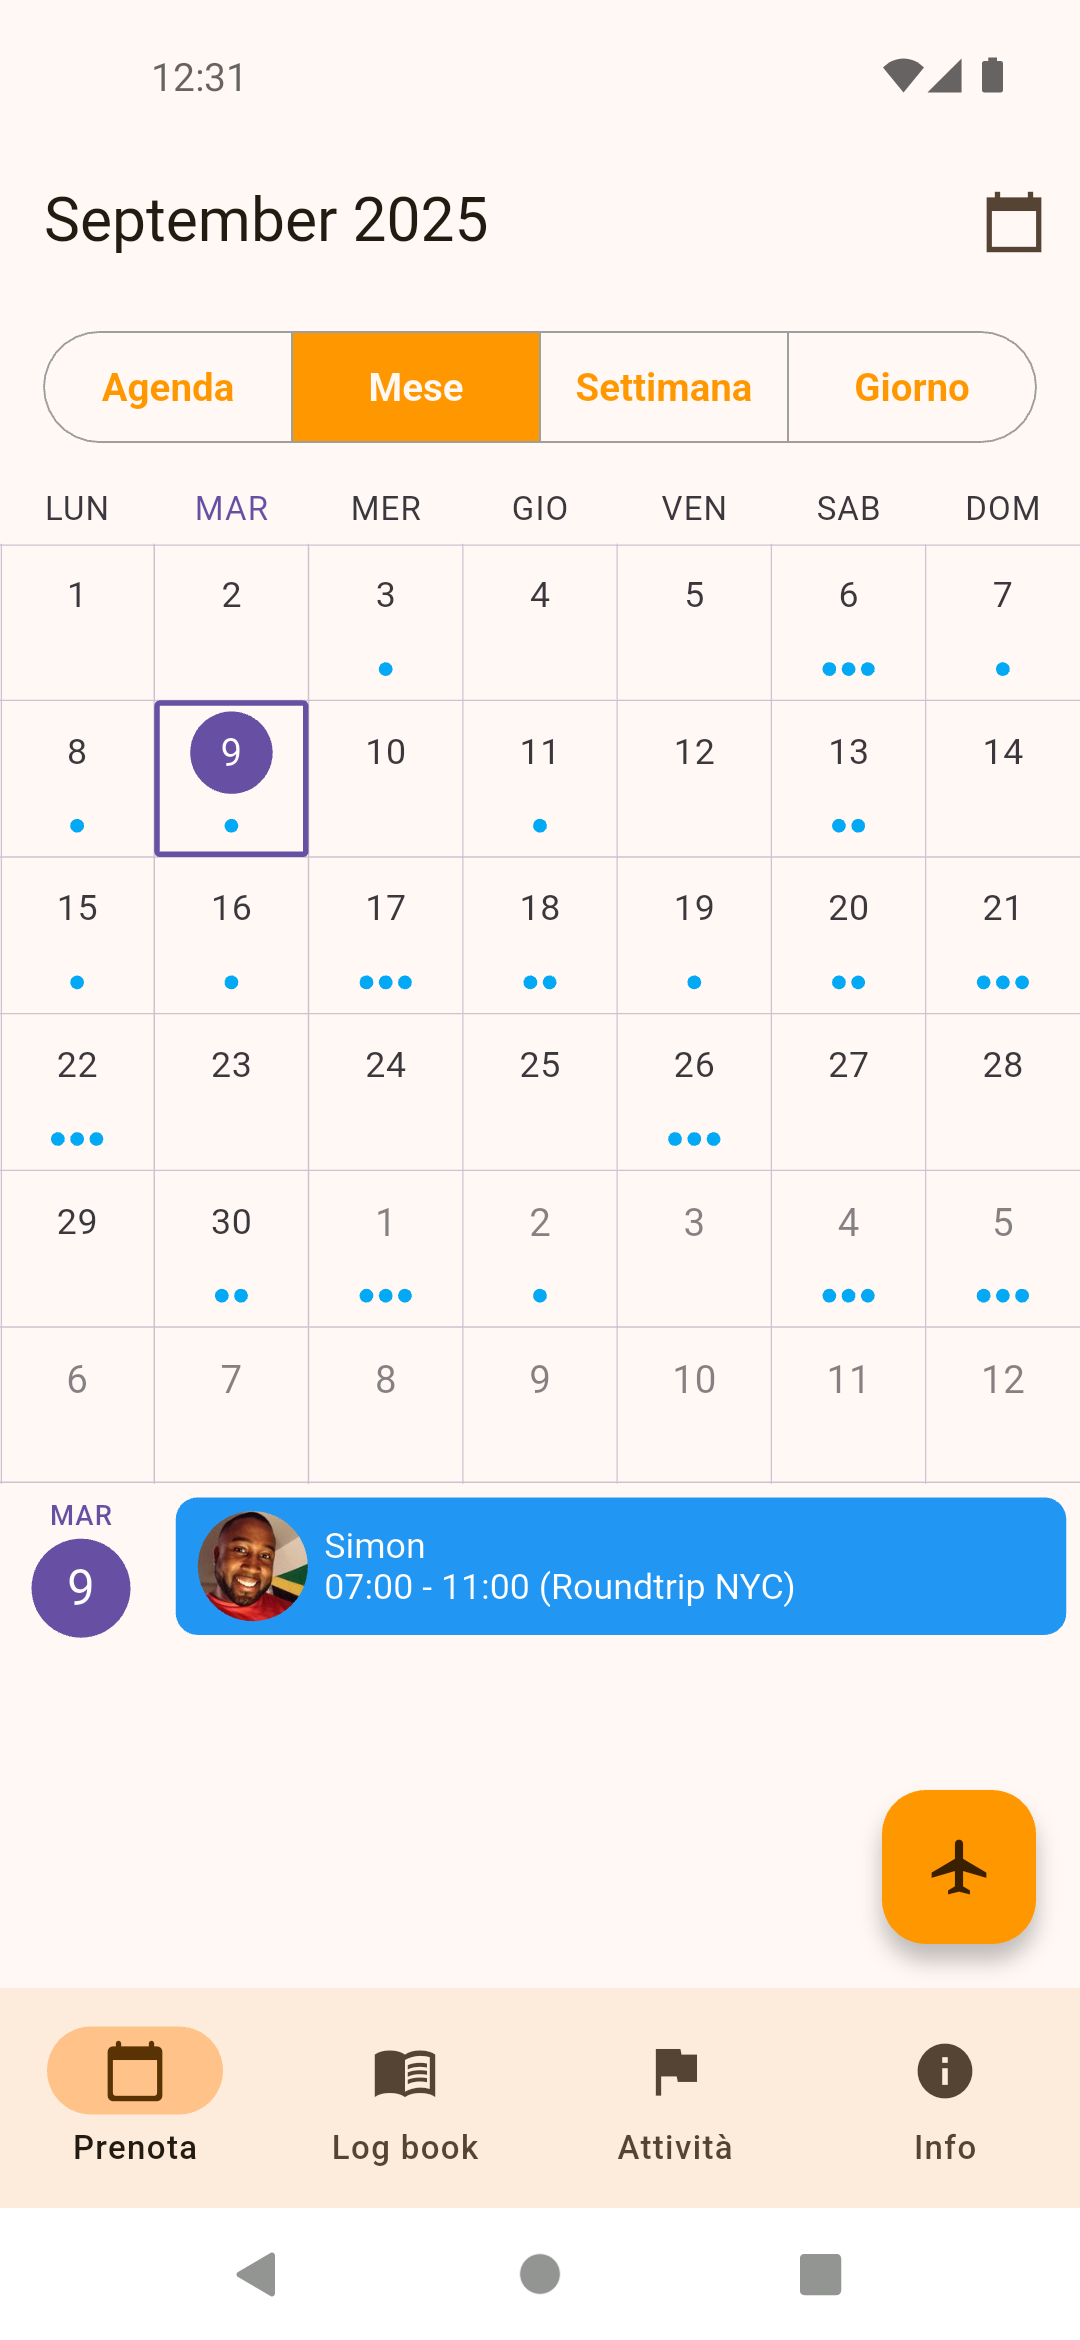 12:31
September 2025
Agenda Mese Settimana Giorno
LUN MAR MER GIO VEN SAB DOM
1 2 3 4 5 6 7
8 9 10 11 12 13 14
15 16 17 18 19 20 21
22 23 24 25 26 27 28
29 30 1 2 3 4 5
6 7 8 9 10 11 12
MAR
9
Simon
07:00 - 11:00 (Roundtrip NYC)
Prenota Log book Attività Info